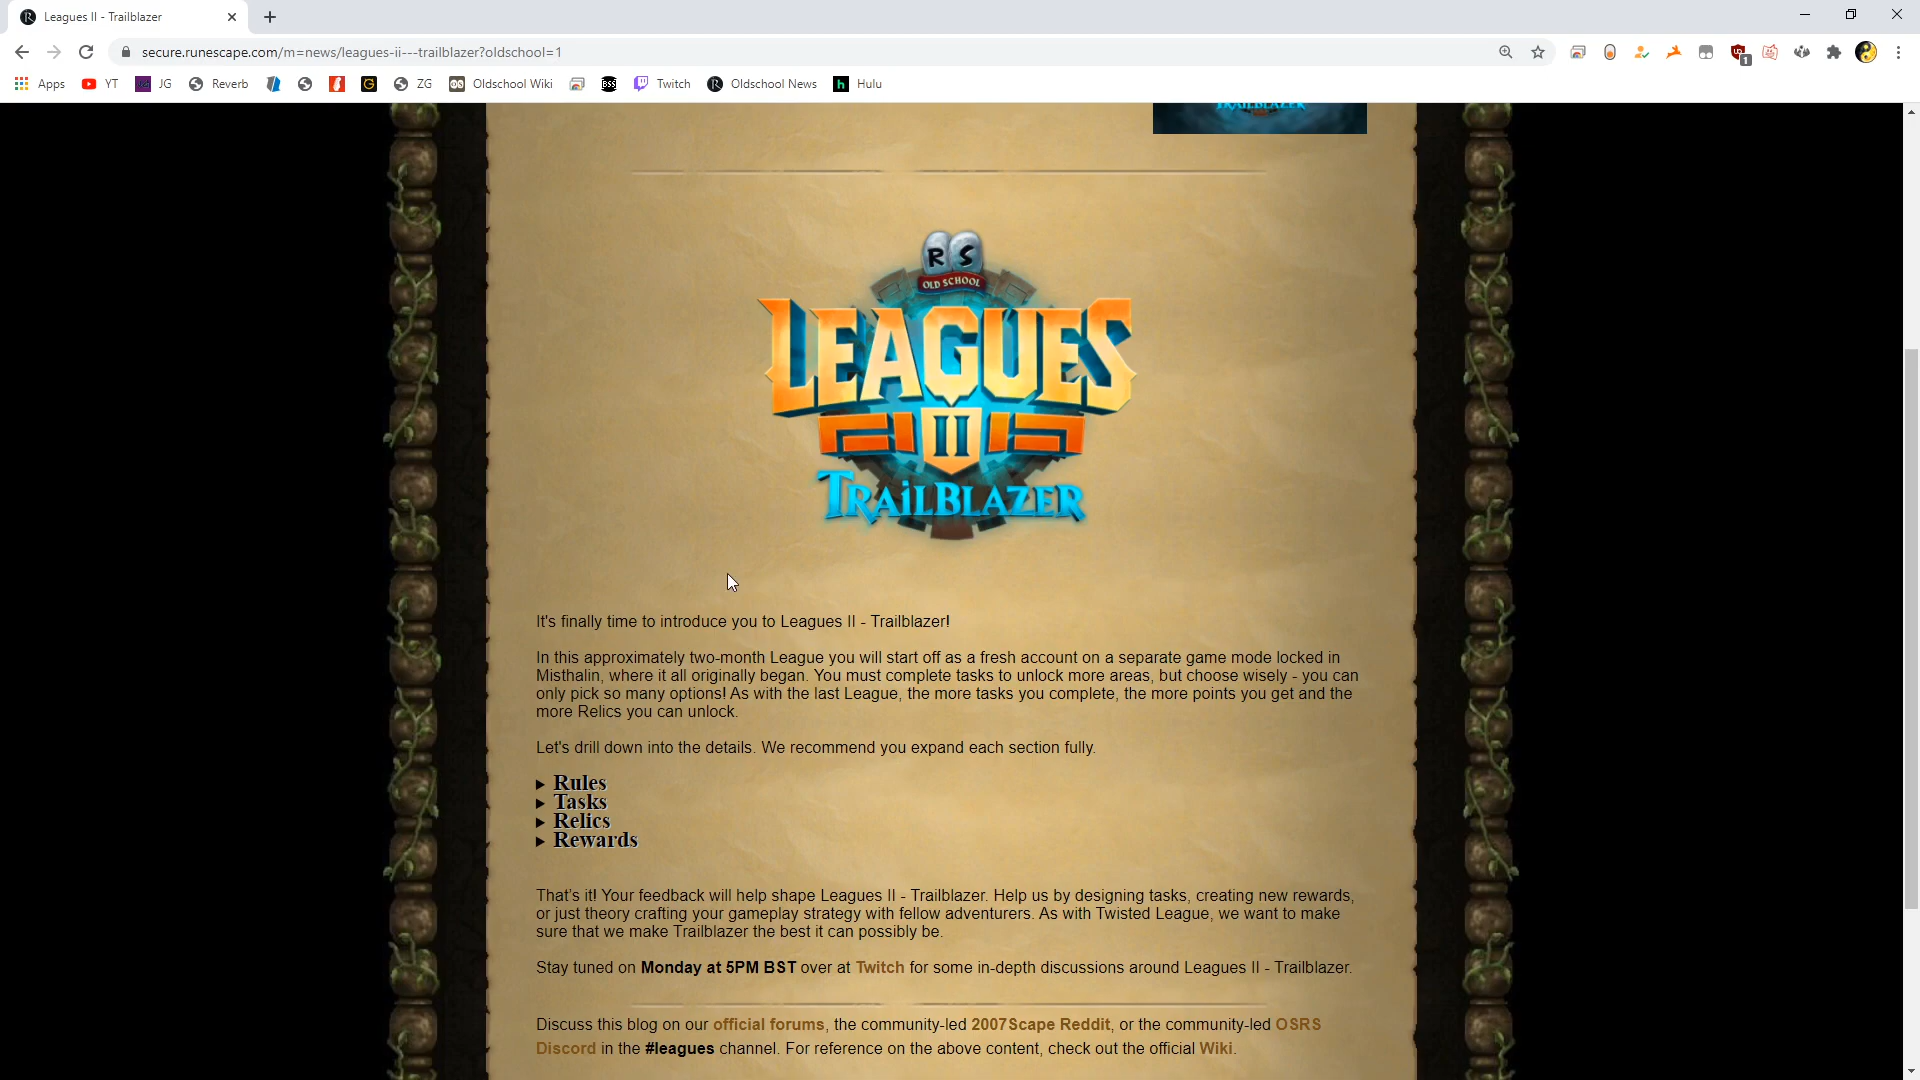 Leagues II - Trailblazer
secure.runescape.com/m=news/leagues-ii---trailblazer?oldschool=1
1
Apps YT JG Reverb G ZG OS Oldschool Wiki BSS Twitch Oldschool News h Hulu
TRAILBLAZER
R S
OLD SCHOOL
LEAGUES
II
TRAILBLAZER
It's finally time to introduce you to Leagues II - Trailblazer!
In this approximately two-month League you will start off as a fresh account on a separate game mode locked in
Misthalin, where it all originally began. You must complete tasks to unlock more areas, but choose wisely - you can
only pick so many options! As with the last League, the more tasks you complete, the more points you get and the
more Relics you can unlock.
Let's drill down into the details. We recommend you expand each section fully.
Rules
Tasks
Relics
Rewards
That's it! Your feedback will help shape Leagues II - Trailblazer. Help us by designing tasks, creating new rewards,
or just theory crafting your gameplay strategy with fellow adventurers. As with Twisted League, we want to make
sure that we make Trailblazer the best it can possibly be.
Stay tuned on Monday at 5PM BST over at Twitch for some in-depth discussions around Leagues II - Trailblazer.
Discuss this blog on our official forums, the community-led 2007Scape Reddit, or the community-led OSRS
Discord in the #leagues channel. For reference on the above content, check out the official Wiki.